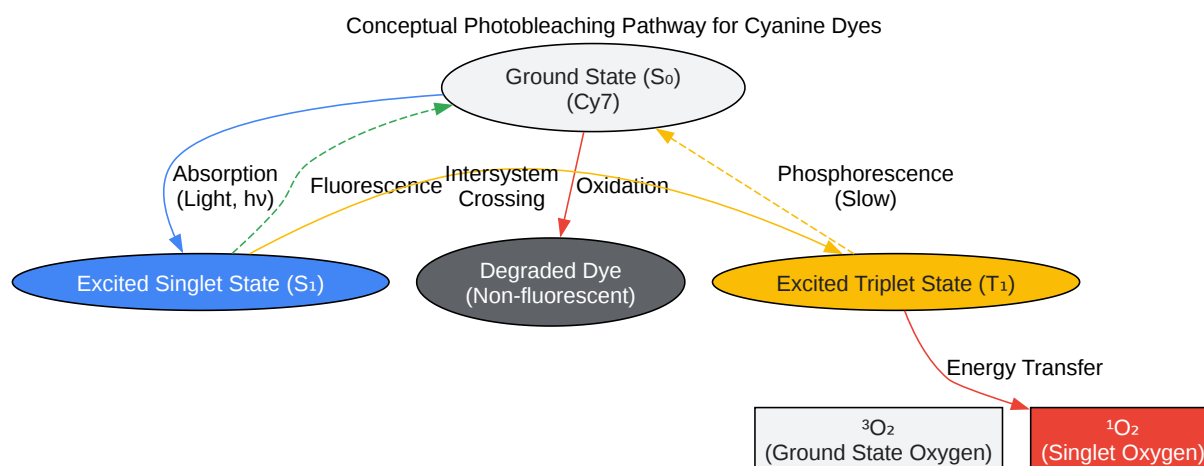 Conceptual Photobleaching Pathway for Cyanine Dyes
Ground State (S₀)
(Cy7)
Absorption
(Light, hν)
Fluorescence
Intersystem
Crossing
Oxidation
Phosphorescence
(Slow)
Excited Singlet State (S₁)
Degraded Dye
(Non-fluorescent)
Excited Triplet State (T₁)
Energy Transfer
³O₂
(Ground State Oxygen)
¹O₂
(Singlet Oxygen)